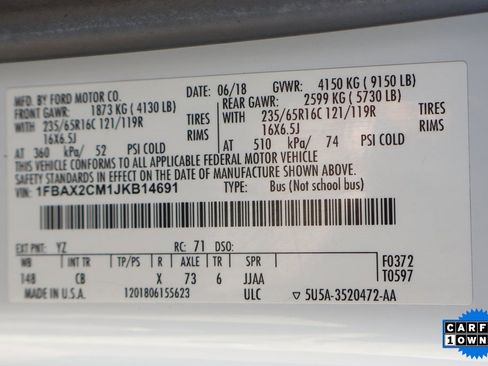 MFD. BY FORD MOTOR CO. DATE: 06/18 GVWR: 4150 KG ( 9150 LB)
FRONT GAWR: 1873 KG ( 4130 LB) REAR GAWR: 2599 KG ( 5730 LB)
WITH 235/65R16C 121/119R TIRES WITH 235/65R16C 121/119R TIRES
16X6.5J RIMS 16X6.5J RIMS
AT 360 kPa/ 52 PSI COLD AT 510 kPa/ 74 PSI COLD
THIS VEHICLE CONFORMS TO ALL APPLICABLE FEDERAL MOTOR VEHICLE
SAFETY STANDARDS IN EFFECT ON THE DATE OF MANUFACTURE SHOWN ABOVE.
VIN: 1FBAX2CM1JKB14691 TYPE: Bus (Not school bus)
EXT PNT: YZ RC: 71 DSO:
WB INT TR TP/PS R AXLE TR SPR F0372
148 CB X 73 6 JJAA T0597
MADE IN U.S.A. 1201806155623 ULC ▽ 5U5A-3520472-AA
CARF
1 OWN